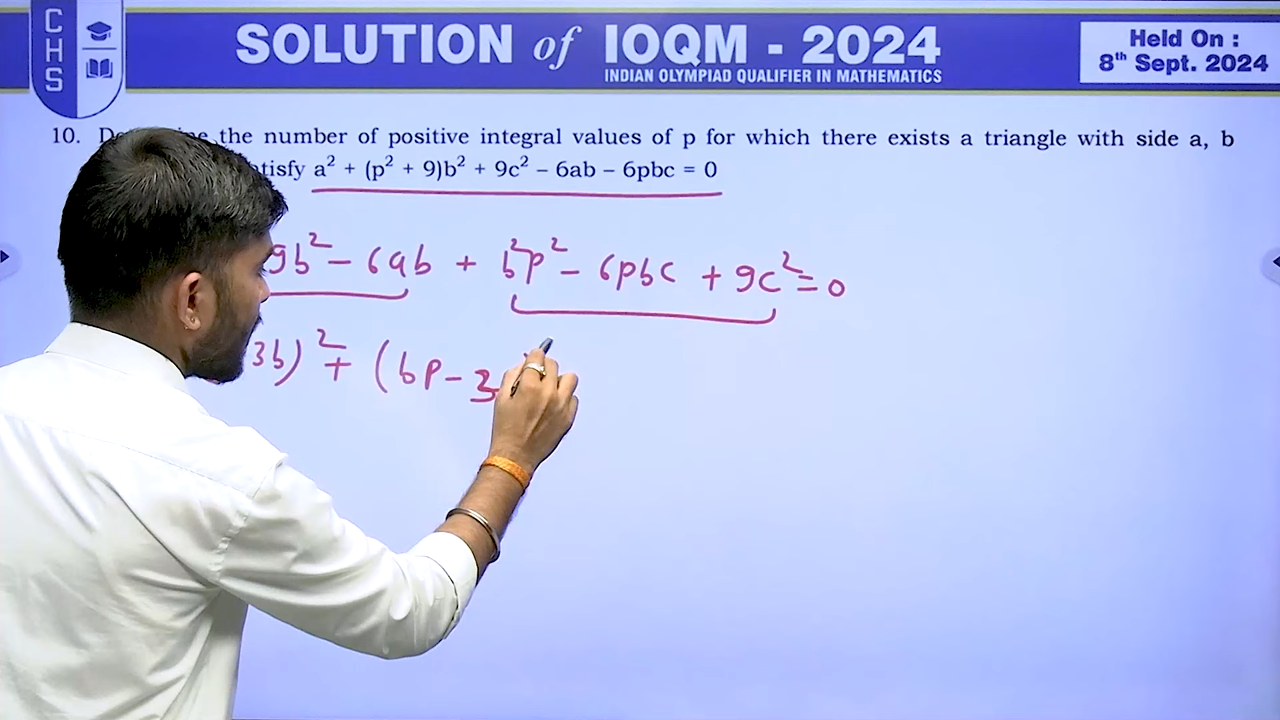 CHS
SOLUTION of IOQM - 2024
INDIAN OLYMPIAD QUALIFIER IN MATHEMATICS
Held On :
8th Sept. 2024
10. the number of positive integral values of p for which there exists a triangle with side a, b
a² + (p² + 9)b² + 9c² – 6ab – 6pbc = 0
9b² – 6ab + b²p² – 6pbc + 9c² = 0
3b)² + (bp – 3